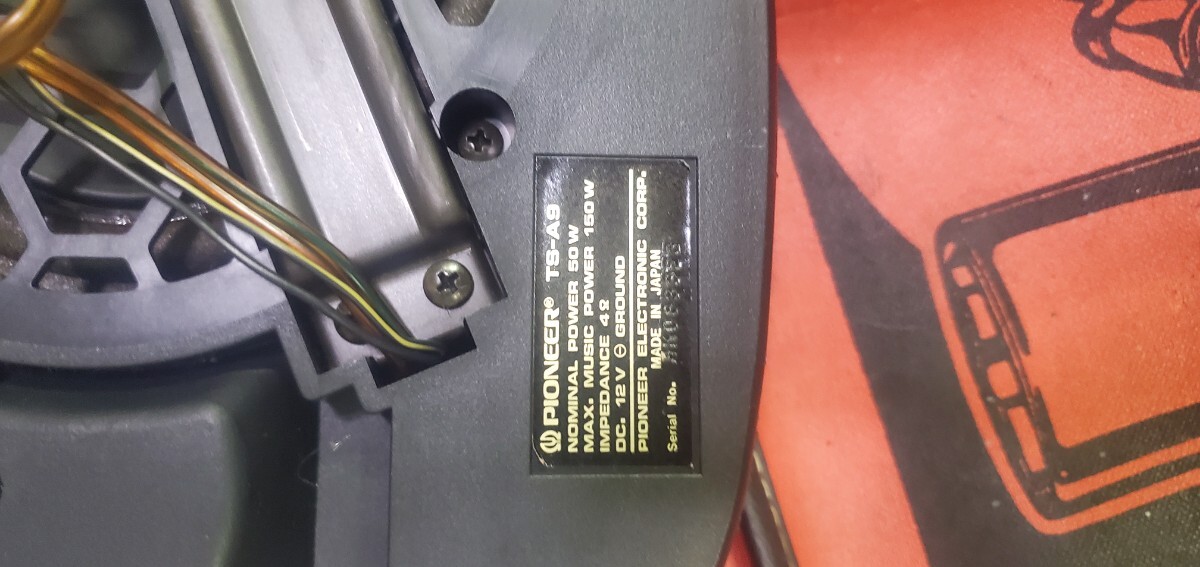 PIONEER® TS-A9
NOMINAL POWER 50 W
MAX. MUSIC POWER 150 W
IMPEDANCE 4Ω
DC. 12 V ⊖ GROUND
PIONEER ELECTRONIC CORP.
MADE IN JAPAN
Serial No.